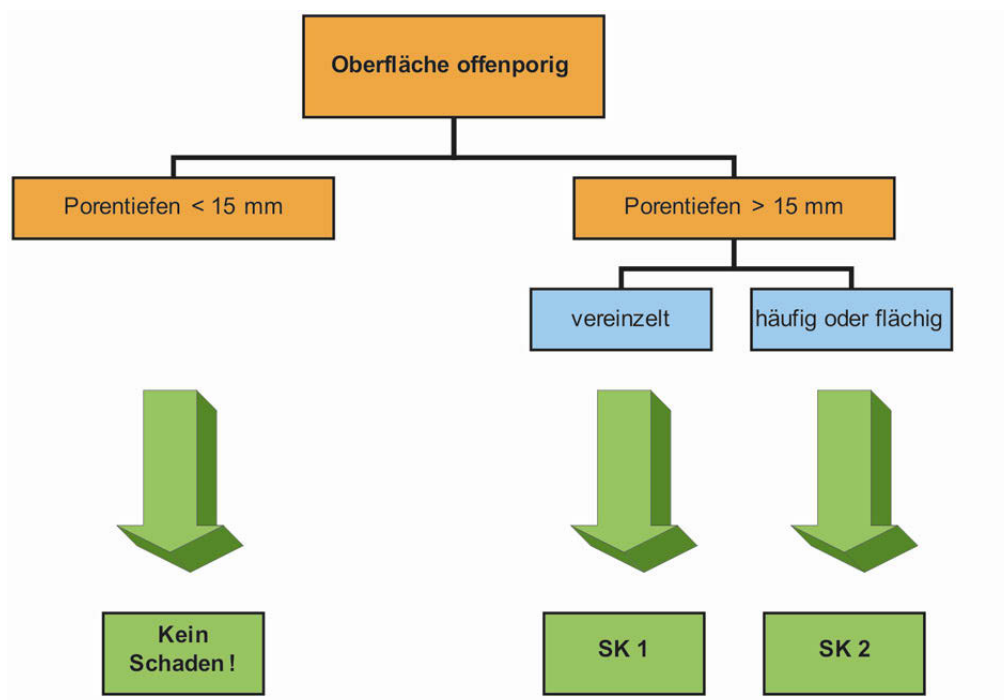 Oberfläche offenporig
Porentiefen < 15 mm
Porentiefen > 15 mm
vereinzelt
häufig oder flächig
Kein
Schaden !
SK 1
SK 2